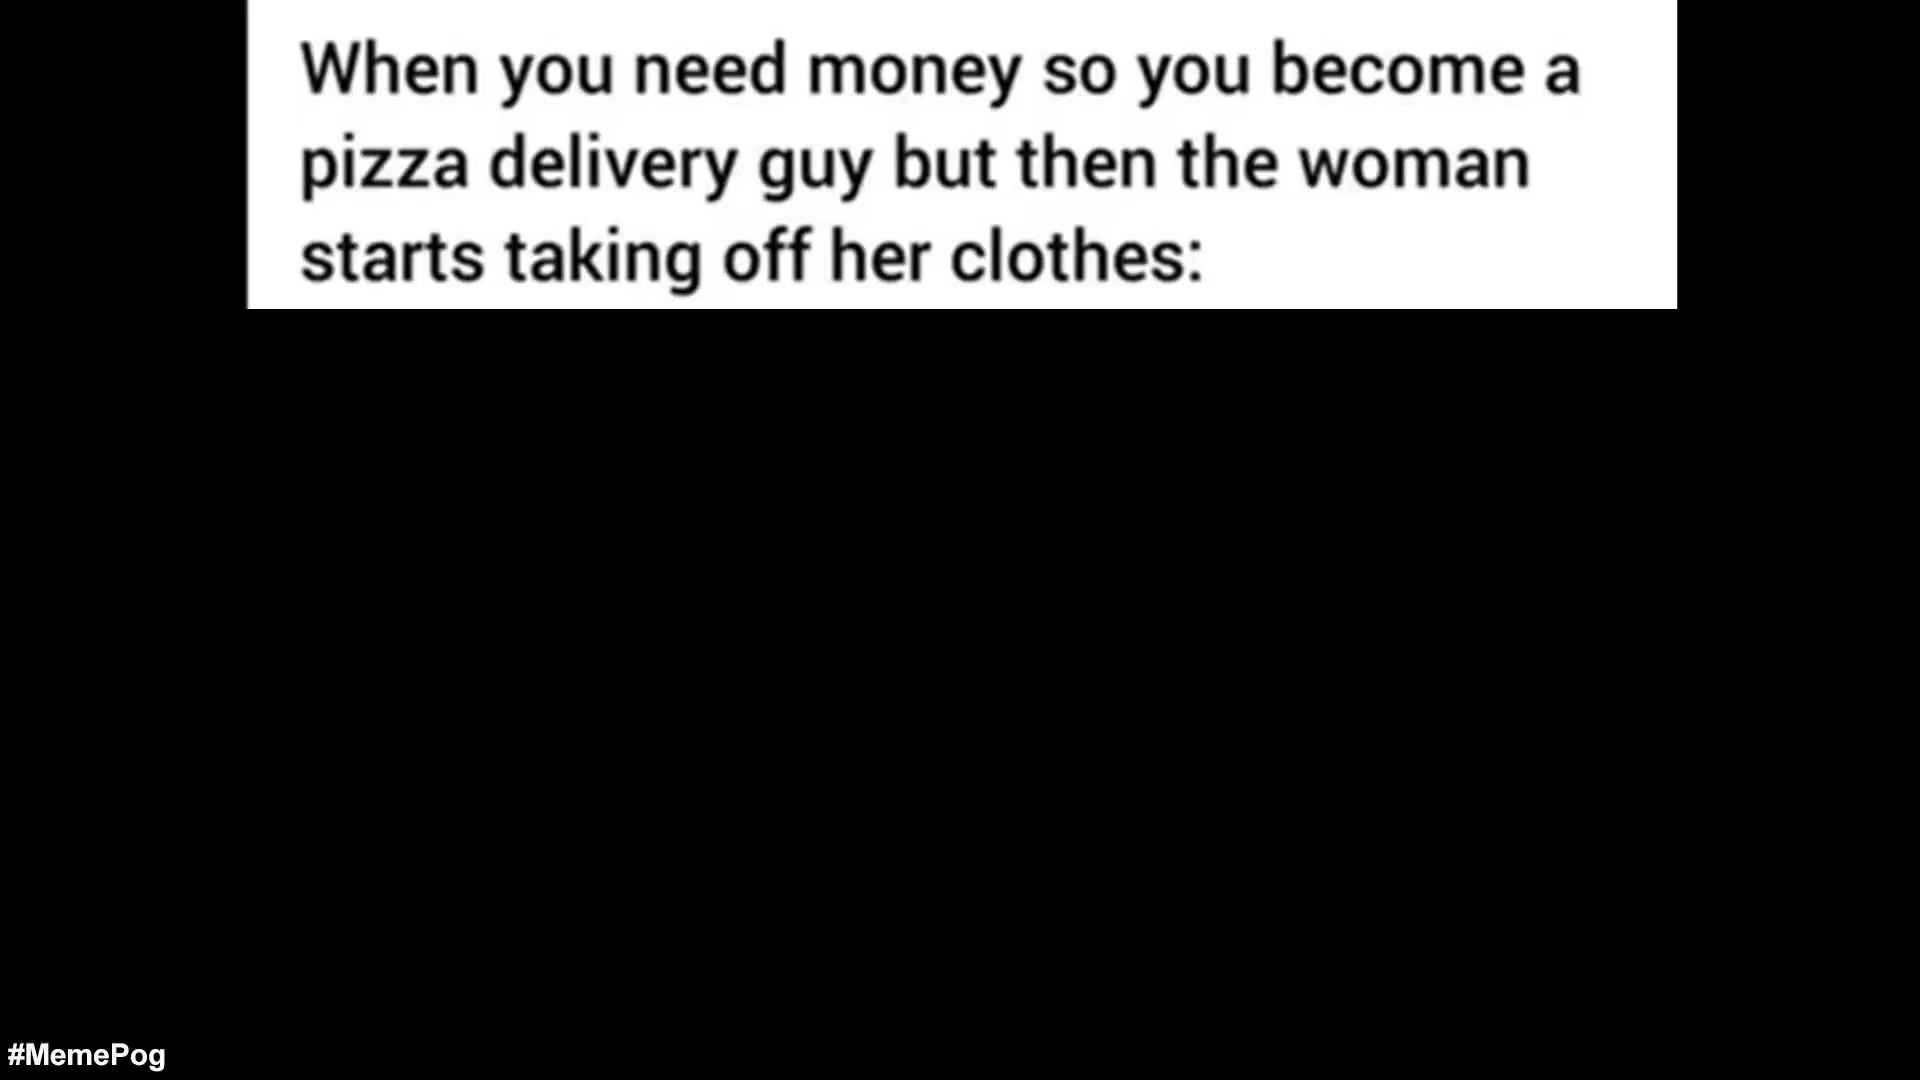 When you need money so you become a
pizza delivery guy but then the woman
starts taking off her clothes:
#MemePog